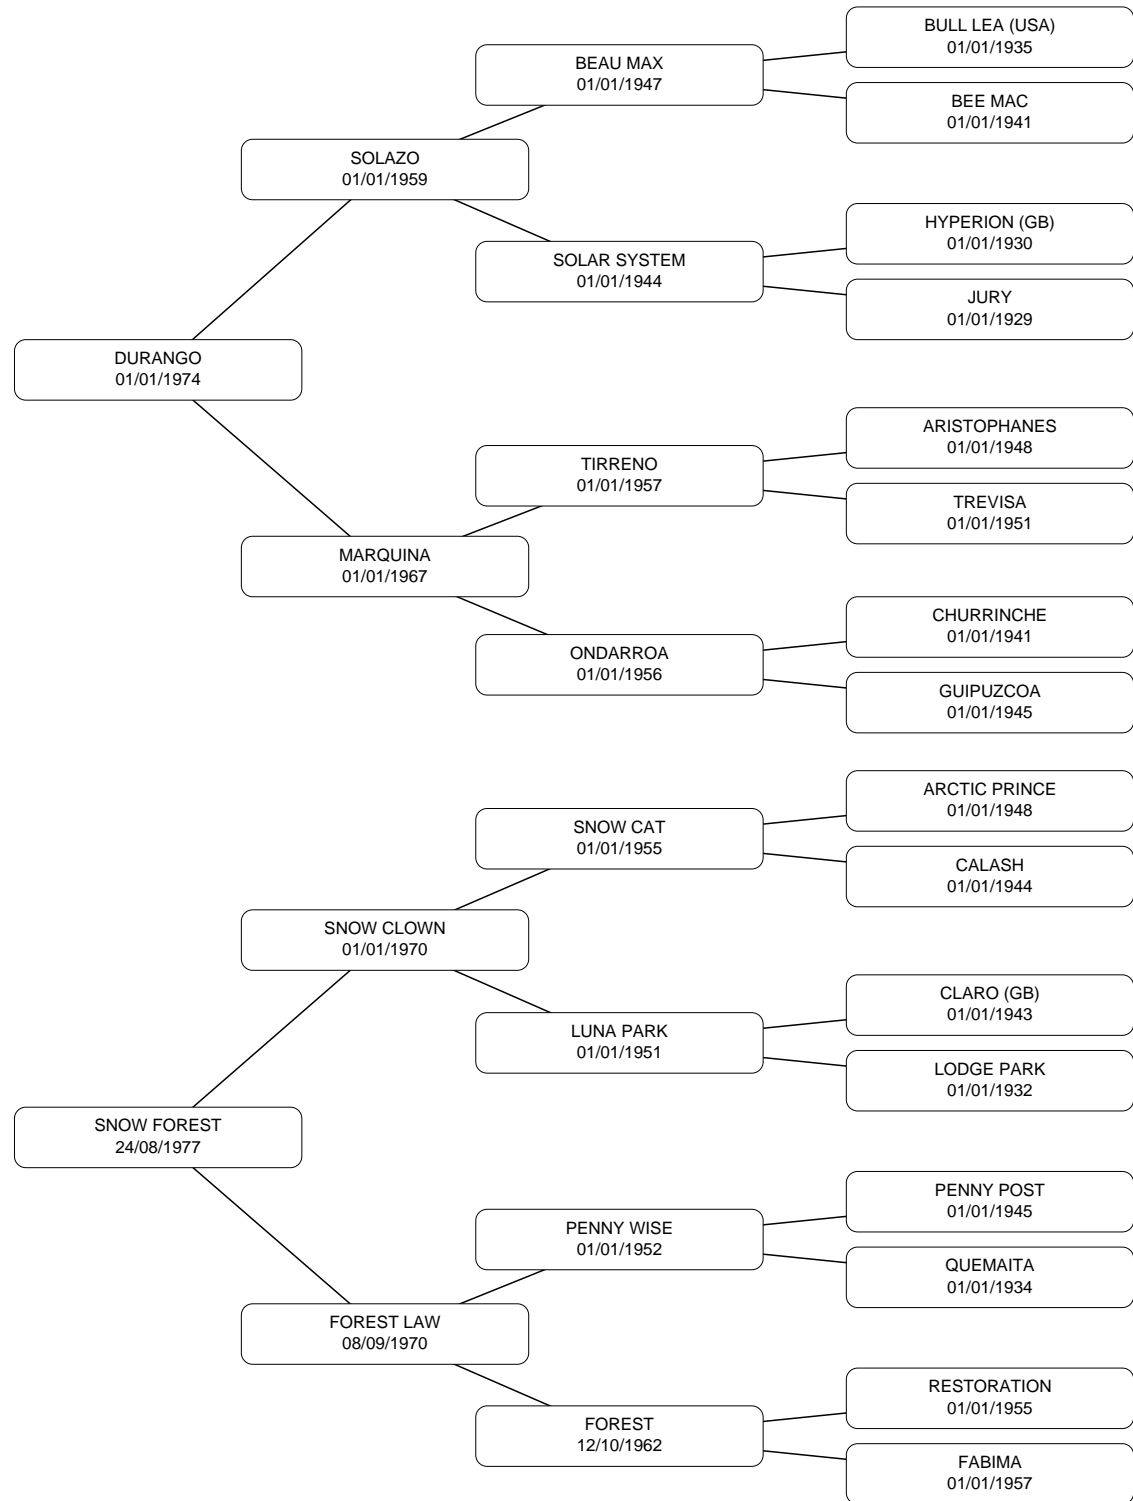 BULL LEA (USA)
01/01/1935
BEAU MAX
01/01/1947
BEE MAC
01/01/1941
SOLAZO
01/01/1959
HYPERION (GB)
01/01/1930
SOLAR SYSTEM
01/01/1944
JURY
01/01/1929
DURANGO
01/01/1974
ARISTOPHANES
01/01/1948
TIRRENO
01/01/1957
TREVISA
01/01/1951
MARQUINA
01/01/1967
CHURRINCHE
01/01/1941
ONDARROA
01/01/1956
GUIPUZCOA
01/01/1945
ARCTIC PRINCE
01/01/1948
SNOW CAT
01/01/1955
CALASH
01/01/1944
SNOW CLOWN
01/01/1970
CLARO (GB)
01/01/1943
LUNA PARK
01/01/1951
LODGE PARK
01/01/1932
SNOW FOREST
24/08/1977
PENNY POST
01/01/1945
PENNY WISE
01/01/1952
QUEMAITA
01/01/1934
FOREST LAW
08/09/1970
RESTORATION
01/01/1955
FOREST
12/10/1962
FABIMA
01/01/1957